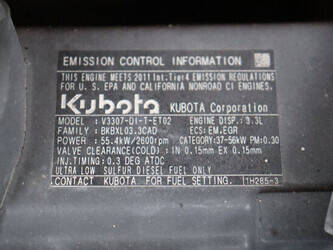 EMISSION CONTROL INFORMATION
THIS ENGINE MEETS 2011 Int.Tier4 EMISSION REGULATIONS
FOR U.S. EPA AND CALIFORNIA NONROAD CI ENGINES.
Kubota KUBOTA Corporation
MODEL : V3307-DI-T-ET02 ENGINE DISP.: 3.3L
FAMILY : BKBXL03.3CAD ECS: EM.EGR
POWER : 55.4kW/2600rpm CATEGORY:37-56kW PM:0.30
VALVE CLEARANCE(COLD) : IN 0.15mm EX 0.15mm
INJ.TIMING: 0.3 DEG ATDC
ULTRA LOW SULFUR DIESEL FUEL ONLY
CONTACT KUBOTA FOR FUEL SETTING. 1H285-3